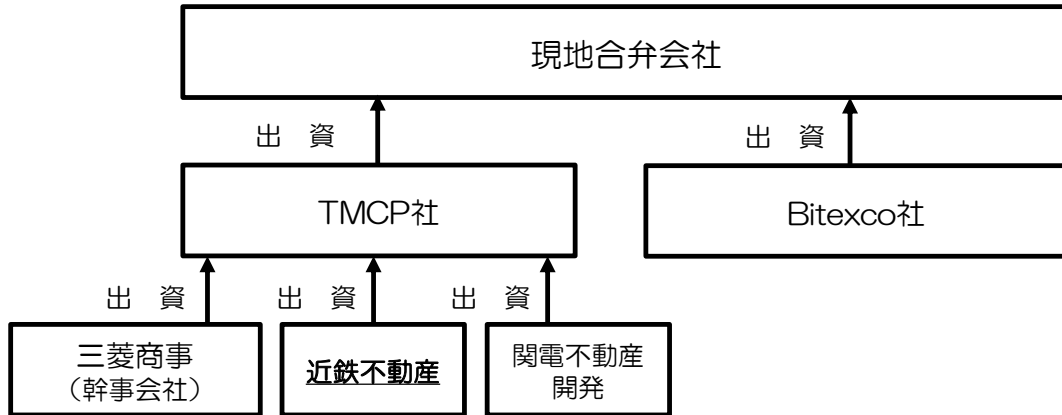 現地合弁会社
出　資
出　資
TMCP社
Bitexco社
出　資
出　資
出　資
三菱商事
（幹事会社）
近鉄不動産
関電不動産
開発